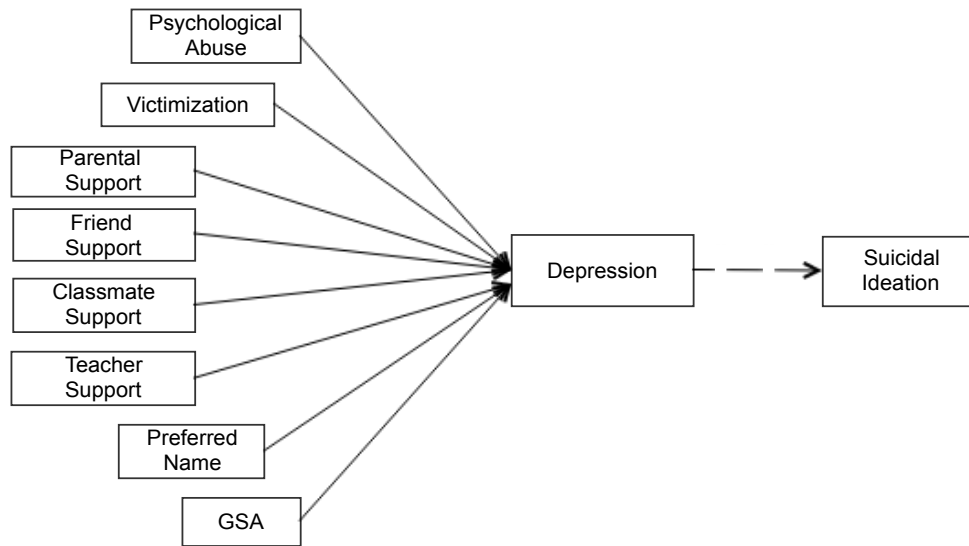 Psychological
Abuse
Victimization
Parental
Support
Friend
Support
Classmate
Support
Teacher
Support
Preferred
Name
GSA
Depression
Suicidal
Ideation